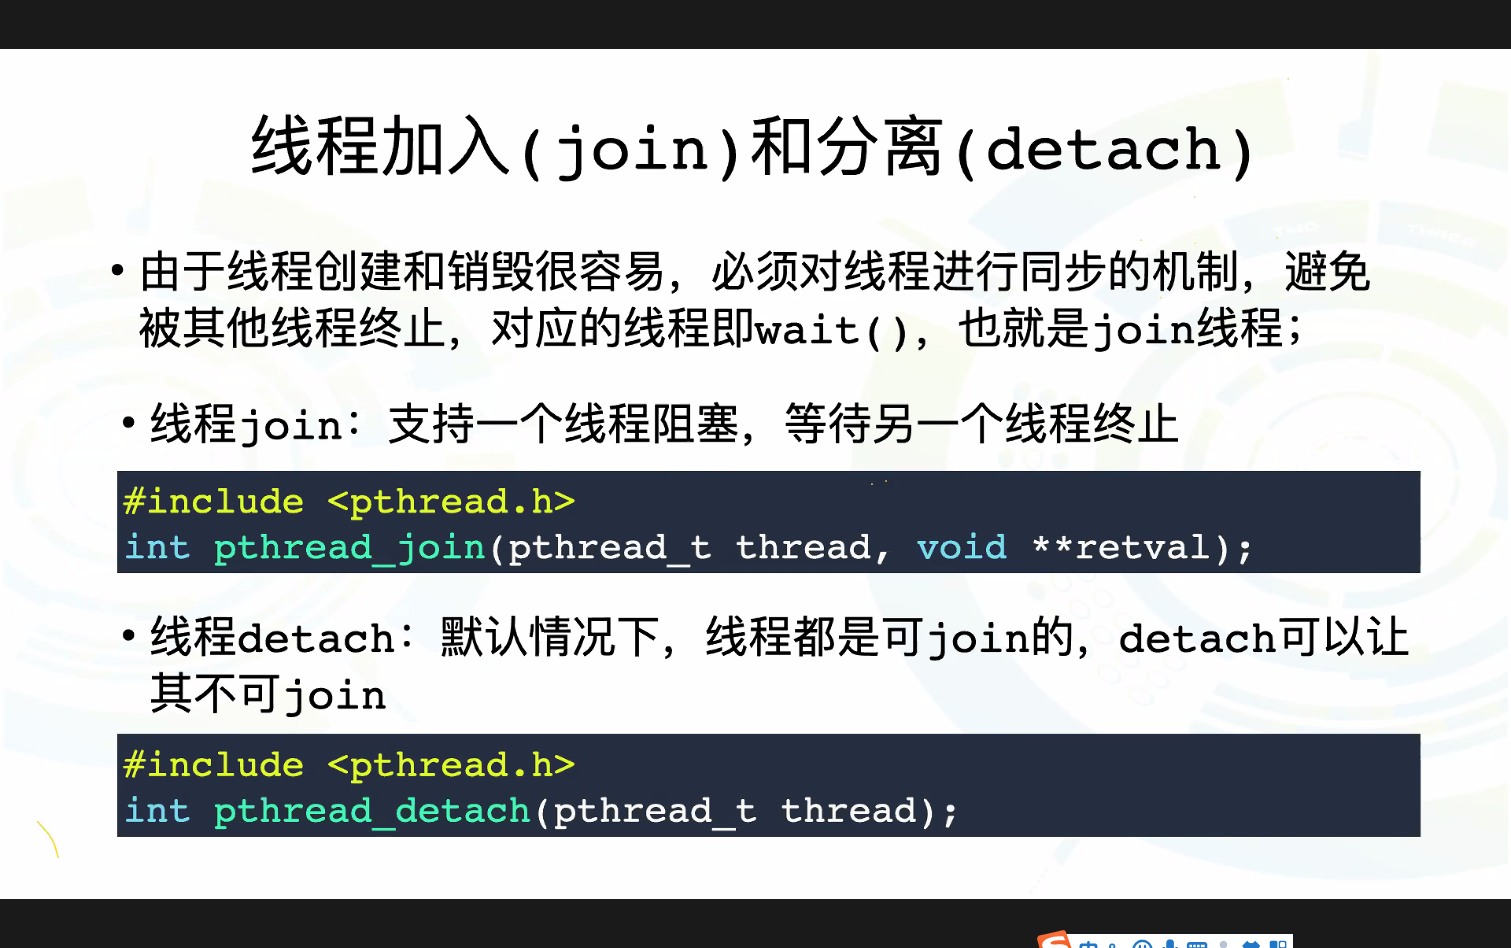 线程加入(join)和分离(detach)
• 由于线程创建和销毁很容易，必须对线程进行同步的机制，避免
被其他线程终止，对应的线程即wait()，也就是join线程；
• 线程join：支持一个线程阻塞，等待另一个线程终止
#include <pthread.h>
int pthread_join(pthread_t thread, void **retval);
• 线程detach：默认情况下，线程都是可join的，detach可以让
其不可join
#include <pthread.h>
int pthread_detach(pthread_t thread);